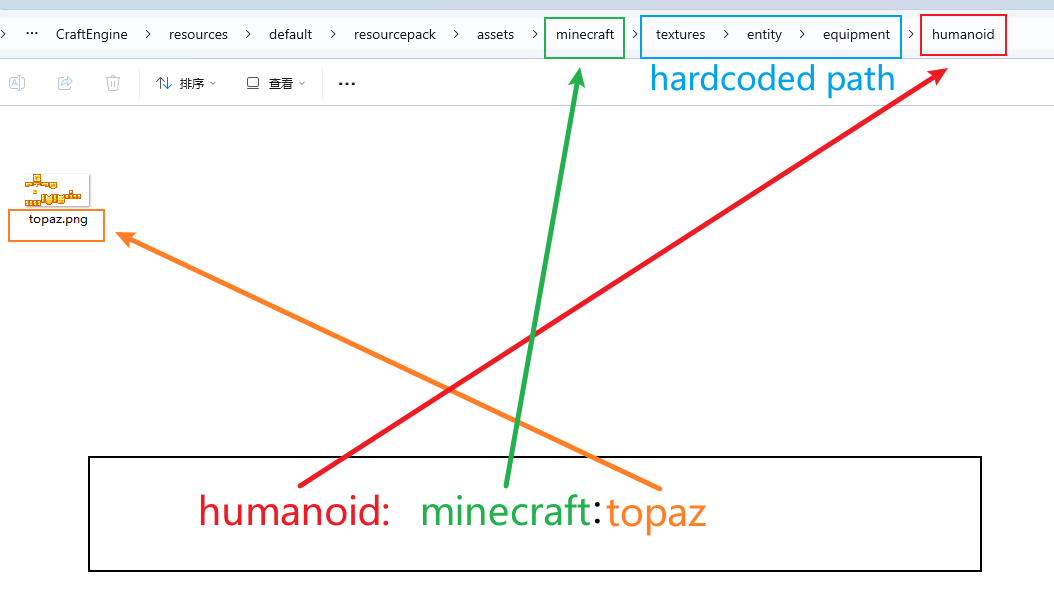 CraftEngine > resources > default > resourcepack > assets > minecraft > textures > entity > equipment > humanoid
排序 查看
hardcoded path
topaz.png
humanoid: minecraft:topaz